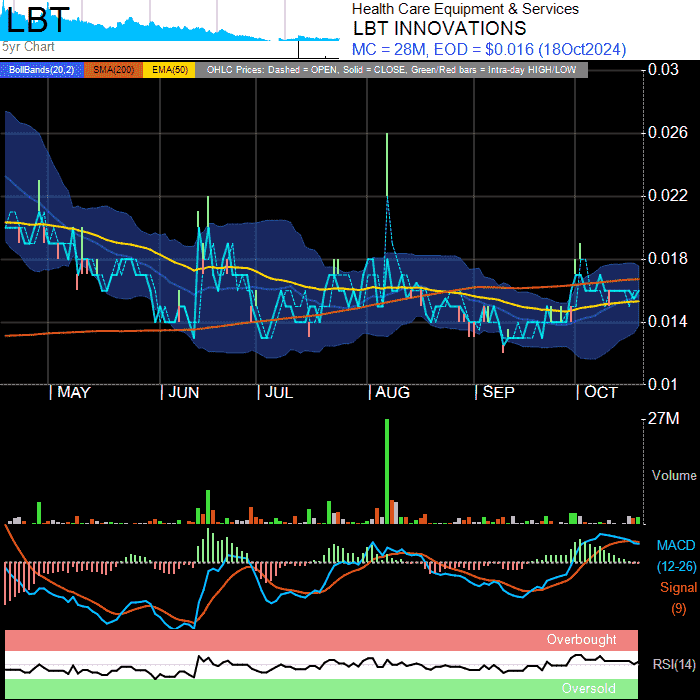 LBT
5yr Chart
Health Care Equipment & Services
LBT INNOVATIONS
MC = 28M, EOD = $0.016 (18Oct2024)
BollBands(20,2) SMA(200) EMA(50) OHLC Prices: Dashed = OPEN, Solid = CLOSE, Green/Red bars = Intra-day HIGH/LOW
0.03
0.026
0.022
0.018
0.014
0.01
MAY JUN JUL AUG SEP OCT
27M
Volume
MACD
(12-26)
Signal
(9)
Overbought
RSI(14)
Oversold